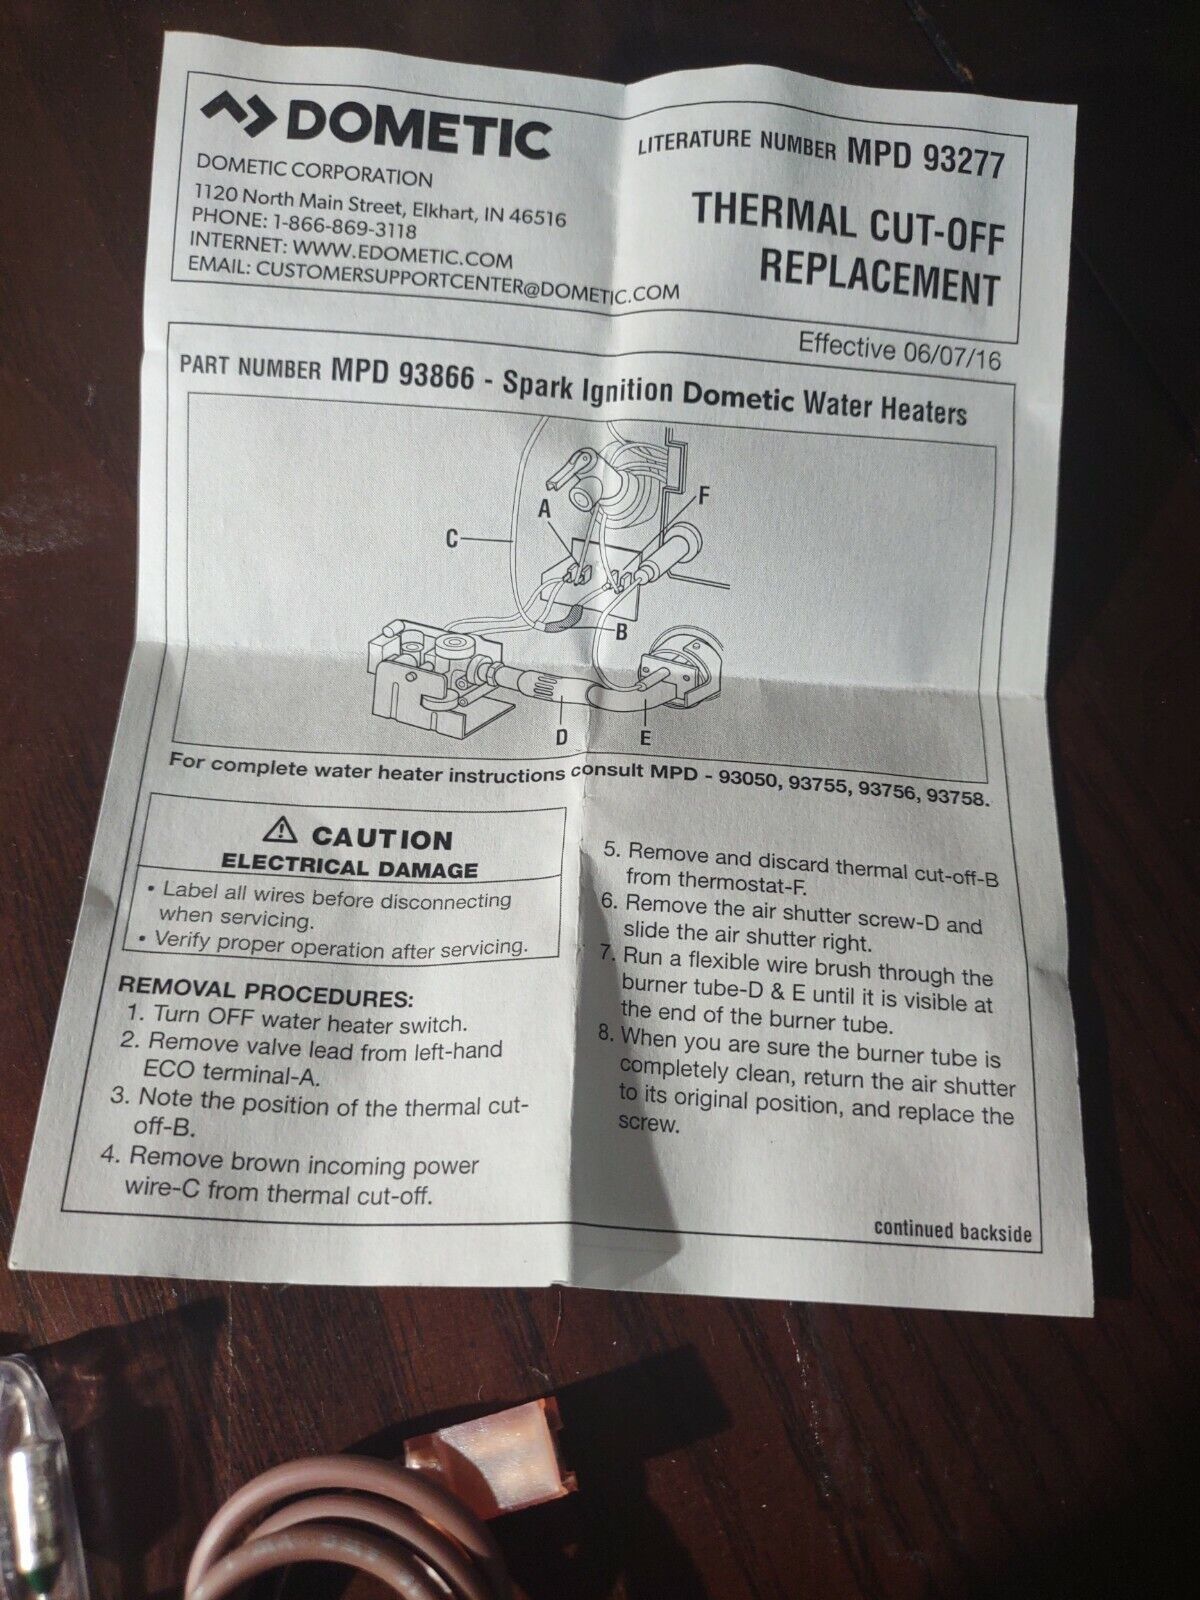 DOMETIC
DOMETIC CORPORATION
1120 North Main Street, Elkhart, IN 46516
PHONE: 1-866-869-3118
INTERNET: WWW.EDOMETIC.COM
EMAIL: CUSTOMERSUPPORTCENTER@DOMETIC.COM
LITERATURE NUMBER MPD 93277
THERMAL CUT-OFF
REPLACEMENT
Effective 06/07/16
PART NUMBER MPD 93866 - Spark Ignition Dometic Water Heaters
A
F
C
B
D
E
For complete water heater instructions consult MPD - 93050, 93755, 93756, 93758.
CAUTION
ELECTRICAL DAMAGE
• Label all wires before disconnecting
when servicing.
• Verify proper operation after servicing.
REMOVAL PROCEDURES:
1. Turn OFF water heater switch.
2. Remove valve lead from left-hand
ECO terminal-A.
3. Note the position of the thermal cut-
off-B.
4. Remove brown incoming power
wire-C from thermal cut-off.
5. Remove and discard thermal cut-off-B
from thermostat-F.
6. Remove the air shutter screw-D and
slide the air shutter right.
7. Run a flexible wire brush through the
burner tube-D & E until it is visible at
the end of the burner tube.
8. When you are sure the burner tube is
completely clean, return the air shutter
to its original position, and replace the
screw.
continued backside